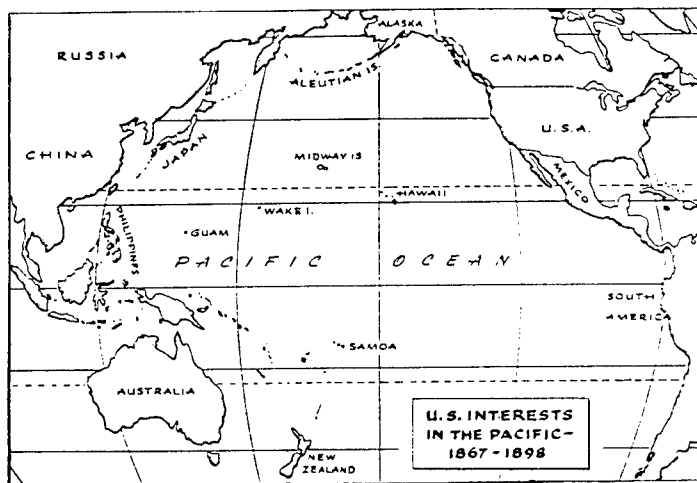 ALASKA
RUSSIA
CANADA
ALEUTIAN IS.
U.S.A.
JAPAN
CHINA
MIDWAY IS
MEXICO
HAWAII
WAKE I.
PHILIPPINES
GUAM
PACIFIC OCEAN
SOUTH
AMERICA
SAMOA
AUSTRALIA
U.S. INTERESTS
IN THE PACIFIC-
1867-1898
NEW
ZEALAND